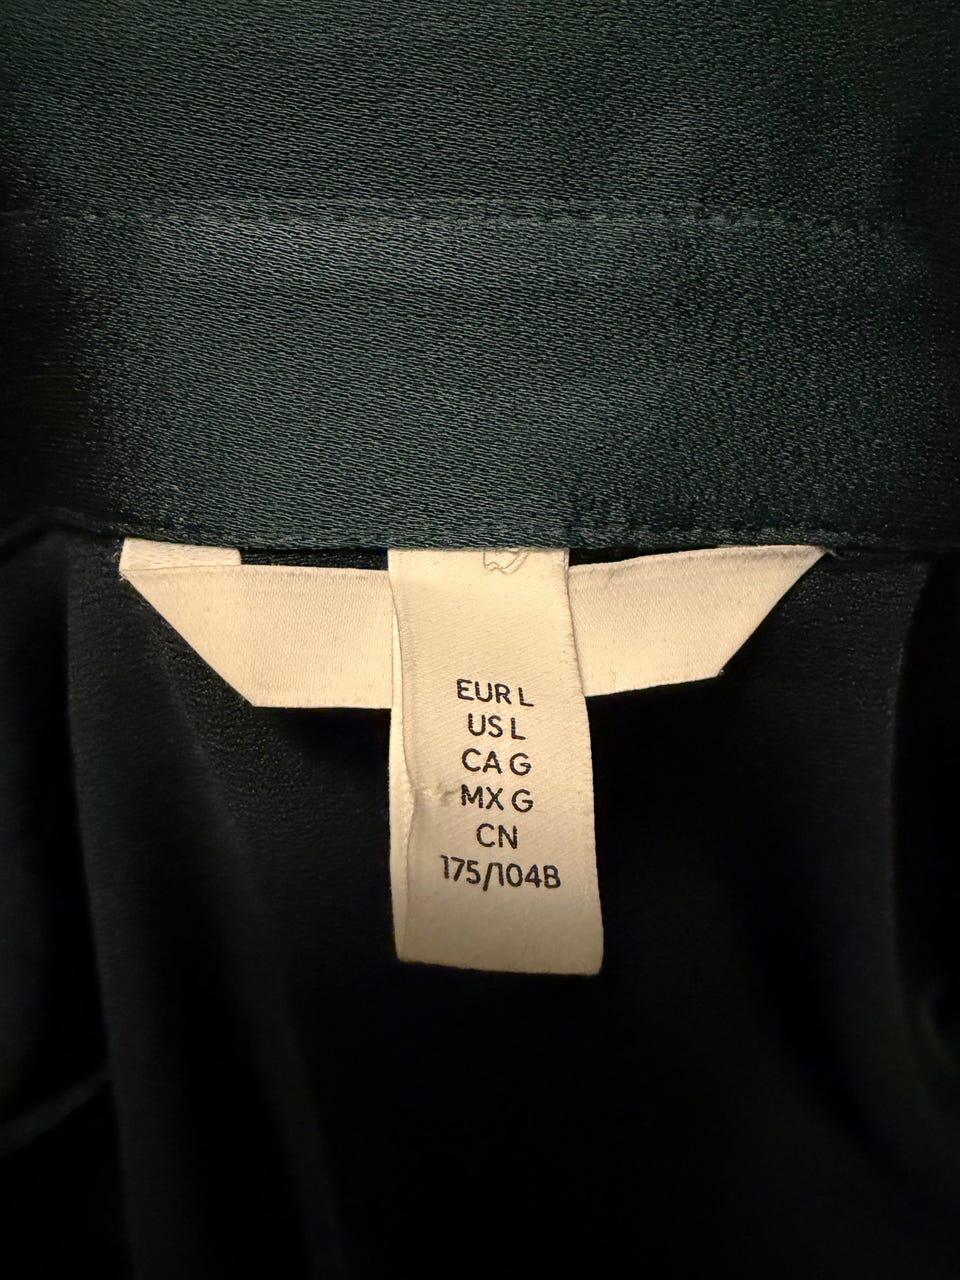 EUR L
US L
CA G
MX G
CN
175/104B